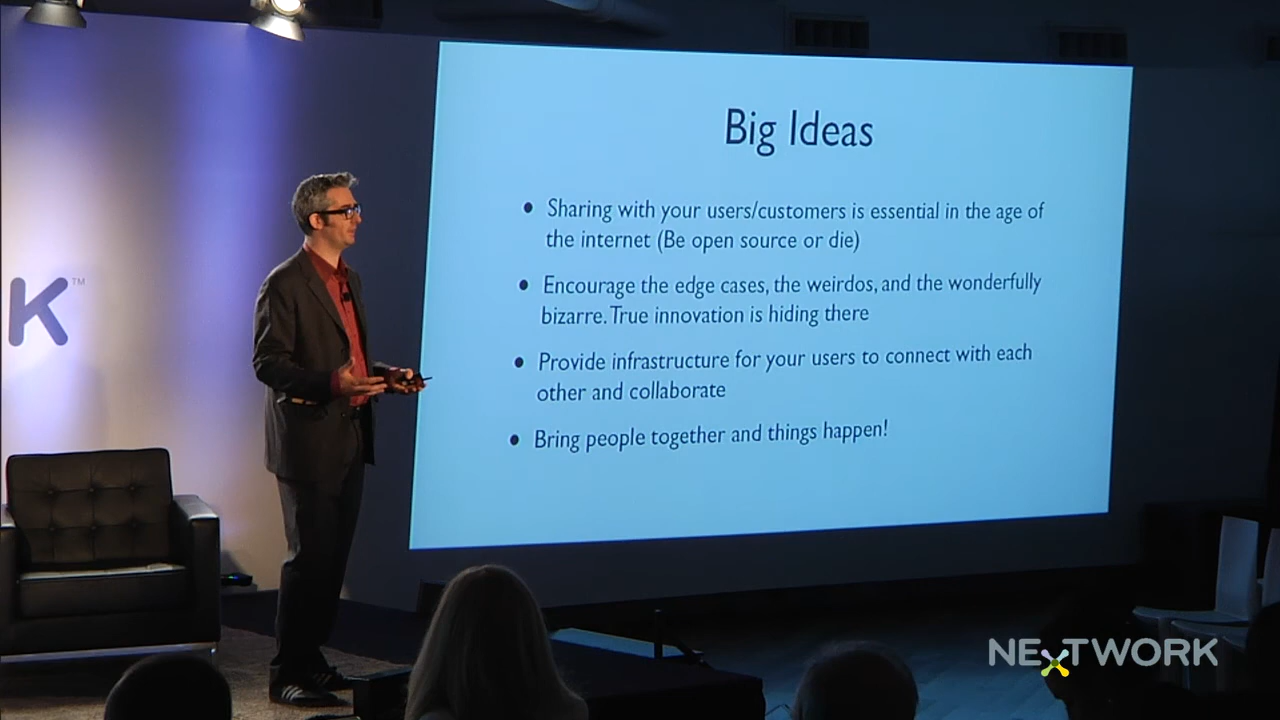 Big Ideas
• Sharing with your users/customers is essential in the age of
the internet (Be open source or die)
• Encourage the edge cases, the weirdos, and the wonderfully
bizarre. True innovation is hiding there
• Provide infrastructure for your users to connect with each
other and collaborate
• Bring people together and things happen!
K™
NEXTWORK